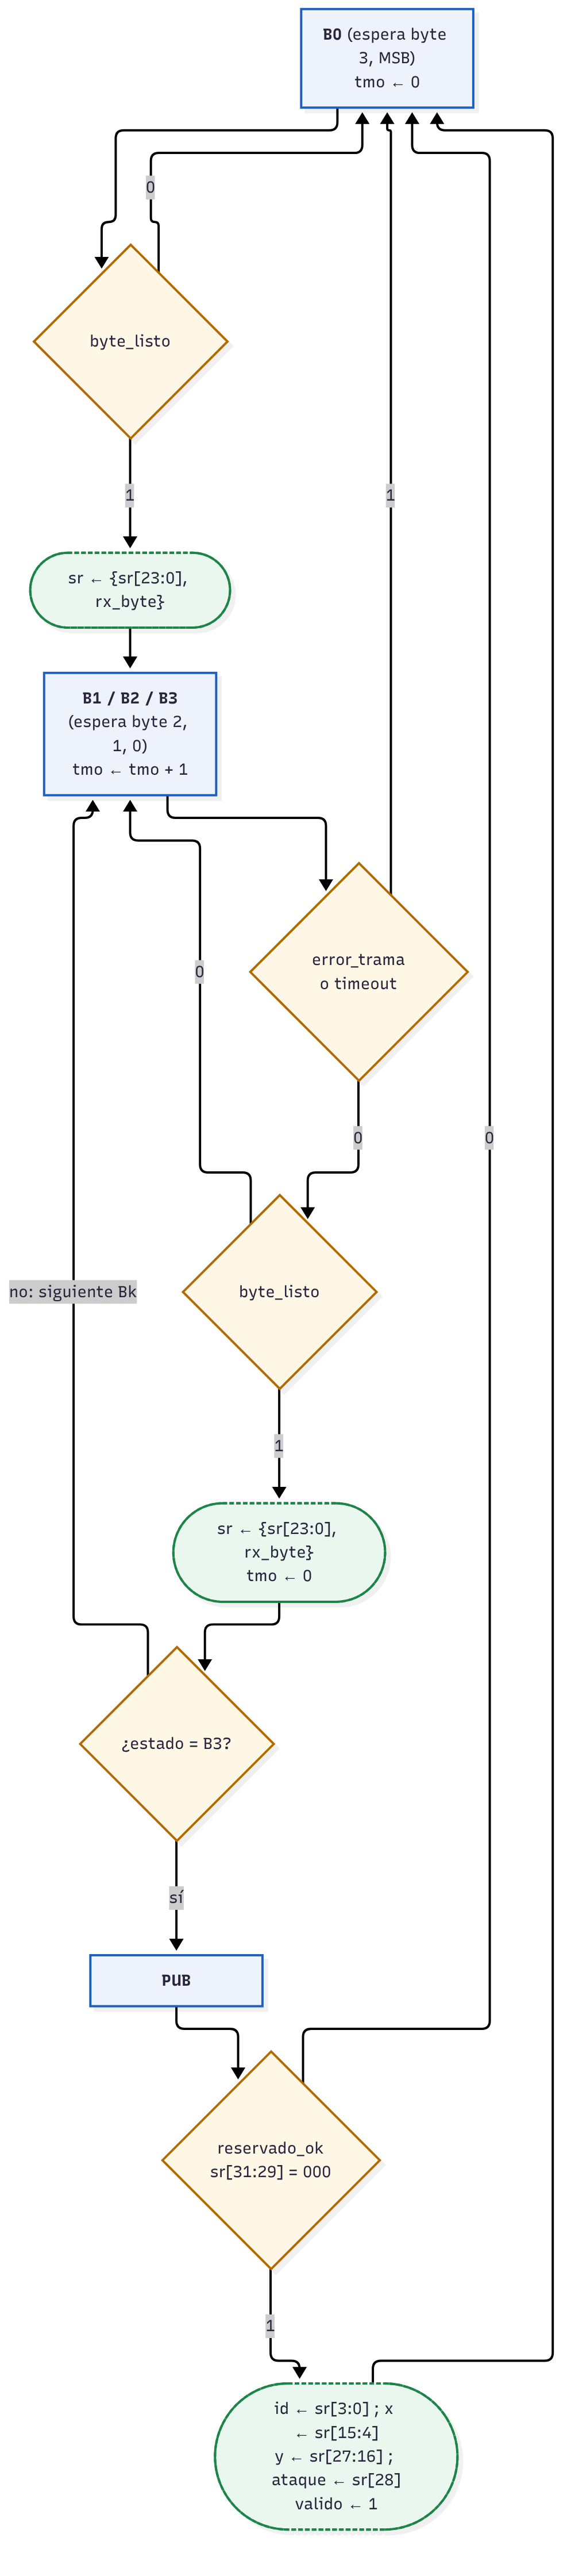 B0 (espera byte
3, MSB)
tmo ← 0
0
byte_listo
1
1
sr ← {sr[23:0],
rx_byte}
B1 / B2 / B3
(espera byte 2,
1, 0)
tmo ← tmo + 1
error_trama
o timeout
0
0
0
no: siguiente Bk
byte_listo
1
sr ← {sr[23:0],
rx_byte}
tmo ← 0
¿estado = B3?
sí
PUB
reservado_ok
sr[31:29] = 000
1
id ← sr[3:0] ; x
← sr[15:4]
y ← sr[27:16] ;
ataque ← sr[28]
valido ← 1